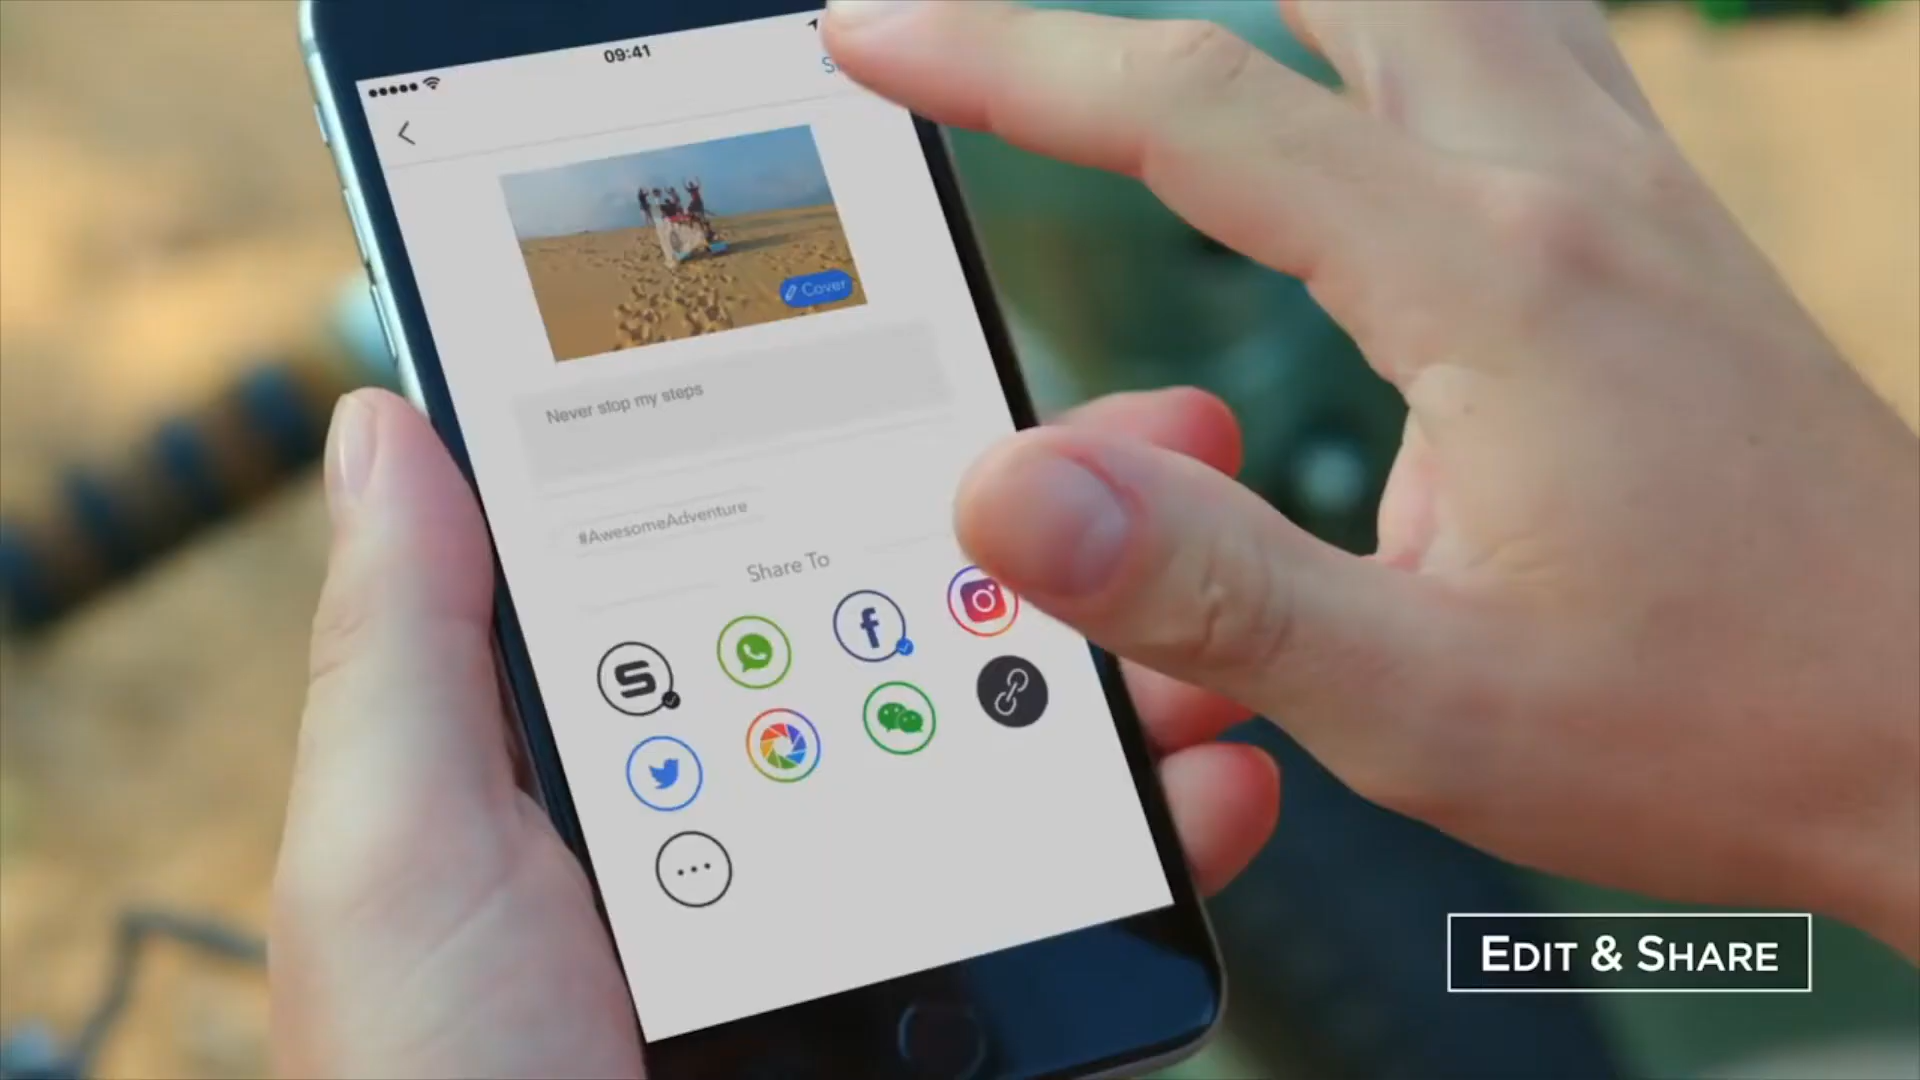 09:41
Cover
Never stop my steps
#AwesomeAdventure
Share To
EDIT & SHARE